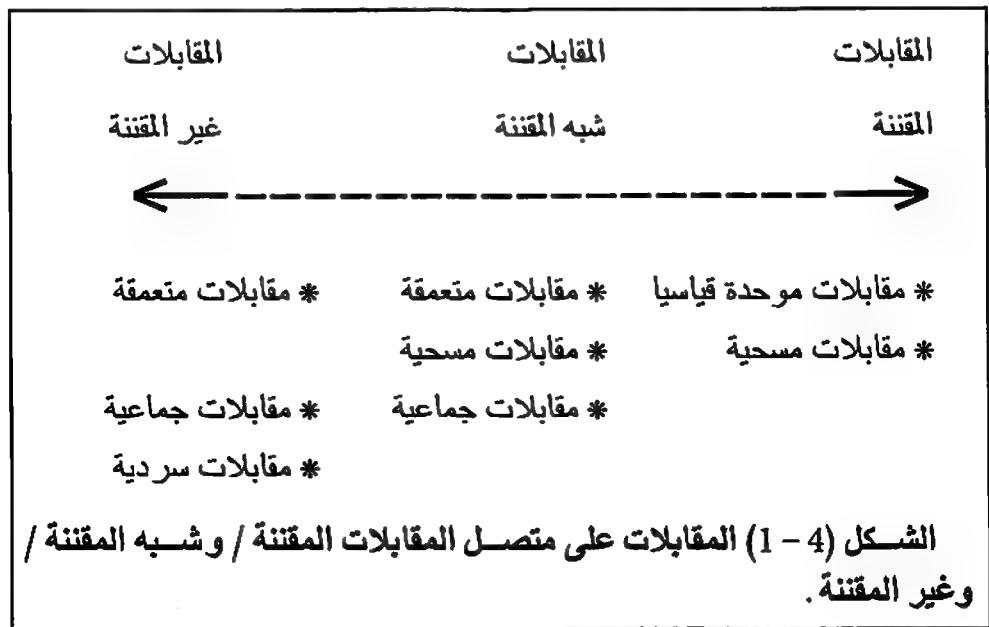 المقابلات المقابلات المقابلات
المقننة شبه المقننة غير المقننة
* مقابلات موحدة قياسيا * مقابلات متعمقة * مقابلات متعمقة
* مقابلات مسحية * مقابلات مسحية
* مقابلات جماعية * مقابلات جماعية
* مقابلات سردية
الشكل (4 – 1) المقابلات على متصل المقابلات المقننة / وشبه المقننة /
وغير المقننة .